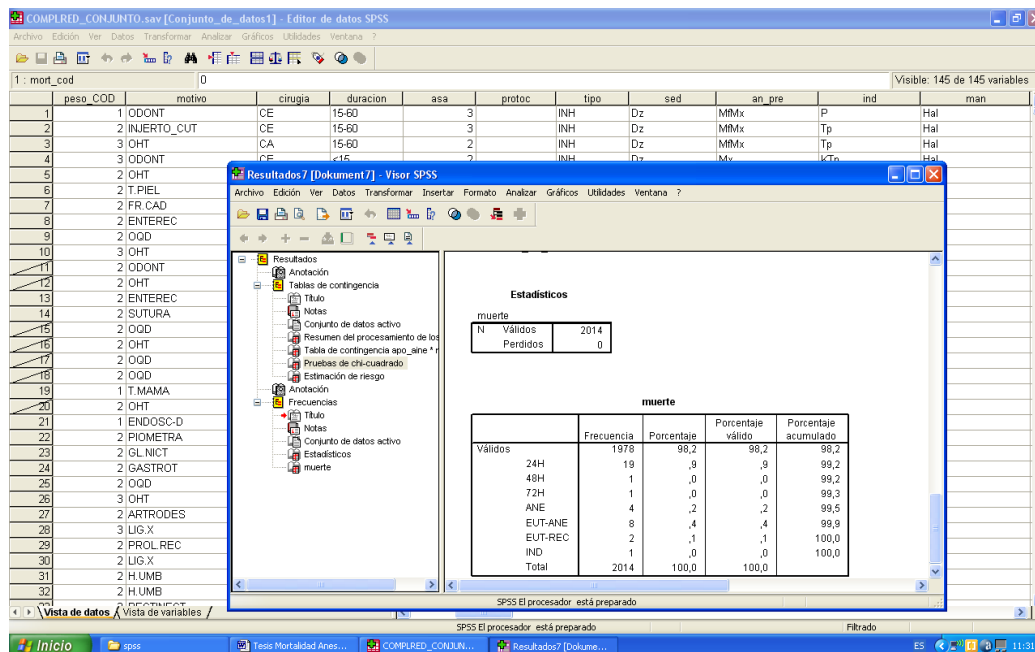 COMPLRED_CONJUNTO.sav [Conjunto_de_datos1] - Editor de datos SPSS
Archivo Edición Ver Datos Transformar Analizar Gráficos Utilidades Ventana ?
1 : mort_cod 0 Visible: 145 de 145 variables
peso_COD motivo cirugia duracion asa protoc tipo sed an_pre ind man
1 1 ODONT CE 15-60 3 INH Dz MfMx P Hal
2 2 INJERTO_CUT CE 15-60 3 INH Dz MfMx Tp Hal
3 3 OHT CA 15-60 2 INH Dz MfMx Tp Hal
4 3 ODONT CE <15 2 INH Dz Mx KTp Hal
5 2 OHT
6 2 T.PIEL
7 2 FR.CAD
8 2 ENTEREC
9 2 OQD
10 3 OHT
11 2 ODONT
12 2 OHT
13 2 ENTEREC
14 2 SUTURA
15 2 OQD
16 2 OHT
17 2 OQD
18 2 OQD
19 1 T.MAMA
20 2 OHT
21 1 ENDOSC-D
22 2 PIOMETRA
23 2 GL.NICT
24 2 GASTROT
25 2 OQD
26 3 OHT
27 2 ARTRODES
28 3 LIG.X
29 2 PROL.REC
30 2 LIG.X
31 2 H.UMB
32 2 H.UMB
Resultados7 [Dokument7] - Visor SPSS
Archivo Edición Ver Datos Transformar Insertar Formato Analizar Gráficos Utilidades Ventana ?
Resultados
Anotación
Tablas de contingencia
Título
Notas
Conjunto de datos activo
Resumen del procesamiento de los
Tabla de contingencia apo_aine * r
Pruebas de chi-cuadrado
Estimación de riesgo
Anotación
Frecuencias
Título
Notas
Conjunto de datos activo
Estadísticos
muerte
Estadísticos
muerte
N Válidos 2014
Perdidos 0
muerte
Frecuencia Porcentaje Porcentaje válido Porcentaje acumulado
Válidos 1978 98,2 98,2 98,2
24H 19 ,9 ,9 99,2
48H 1 ,0 ,0 99,2
72H 1 ,0 ,0 99,3
ANE 4 ,2 ,2 99,5
EUT-ANE 8 ,4 ,4 99,9
EUT-REC 2 ,1 ,1 100,0
IND 1 ,0 ,0 100,0
Total 2014 100,0 100,0
SPSS El procesador está preparado
Vista de datos Vista de variables
SPSS El procesador está preparado Filtrado
Inicio spss Tesis Mortalidad Anes... COMPLRED_CONJUN... Resultados7 [Dokume... ES 11:31